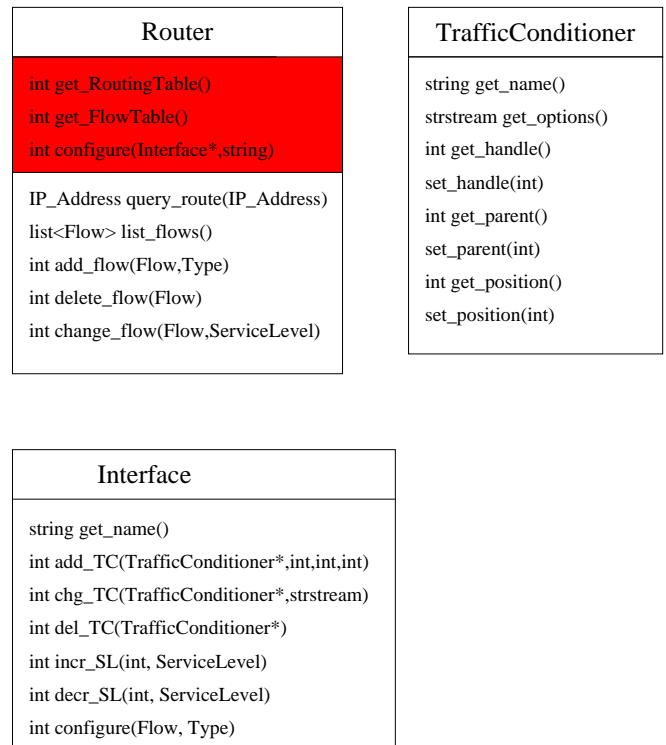 Router
int get_RoutingTable()
int get_FlowTable()
int configure(Interface*,string)
IP_Address query_route(IP_Address)
list<Flow> list_flows()
int add_flow(Flow,Type)
int delete_flow(Flow)
int change_flow(Flow,ServiceLevel)
TrafficConditioner
string get_name()
strstream get_options()
int get_handle()
set_handle(int)
int get_parent()
set_parent(int)
int get_position()
set_position(int)
Interface
string get_name()
int add_TC(TrafficConditioner*,int,int,int)
int chg_TC(TrafficConditioner*,strstream)
int del_TC(TrafficConditioner*)
int incr_SL(int, ServiceLevel)
int decr_SL(int, ServiceLevel)
int configure(Flow, Type)